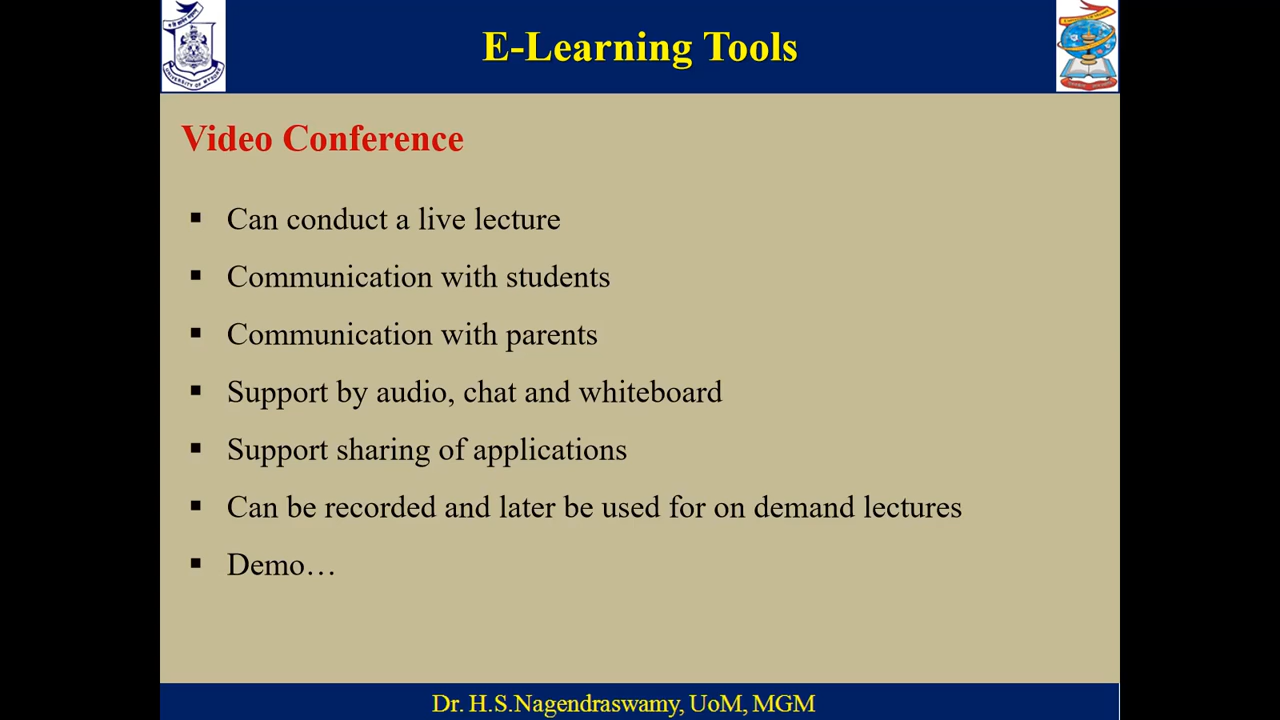 E-Learning Tools
Video Conference
▪ Can conduct a live lecture
▪ Communication with students
▪ Communication with parents
▪ Support by audio, chat and whiteboard
▪ Support sharing of applications
▪ Can be recorded and later be used for on demand lectures
▪ Demo…
Dr. H.S.Nagendraswamy, UoM, MGM